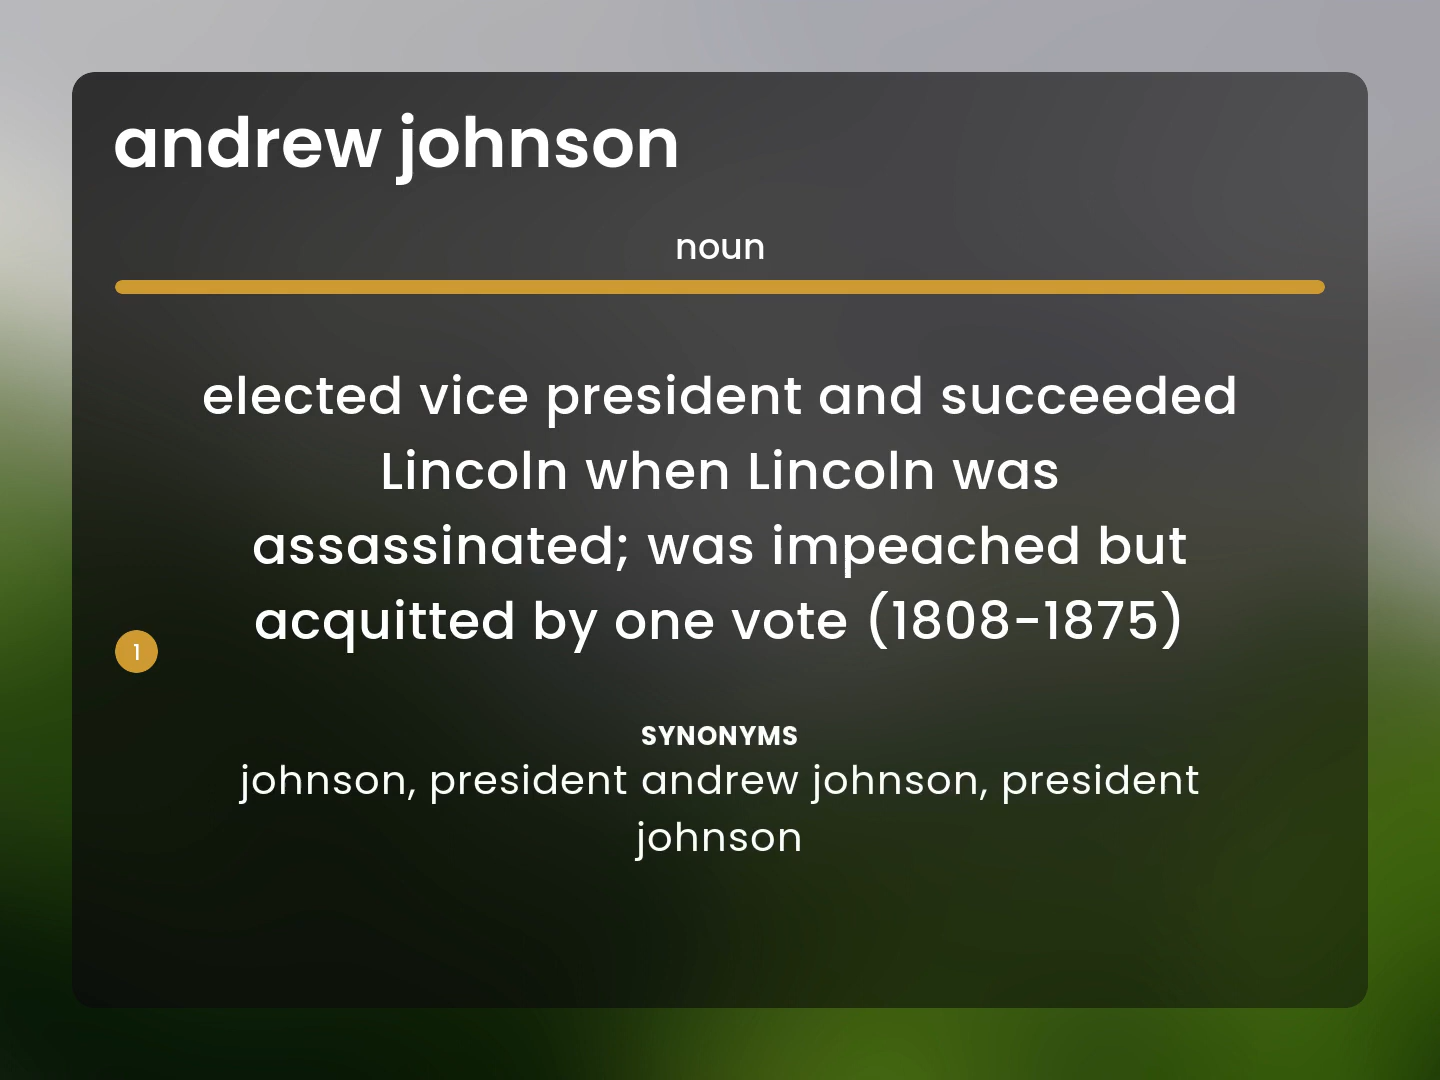 andrew johnson
noun
elected vice president and succeeded
Lincoln when Lincoln was
assassinated; was impeached but
acquitted by one vote (1808-1875)
1
SYNONYMS
johnson, president andrew johnson, president
johnson